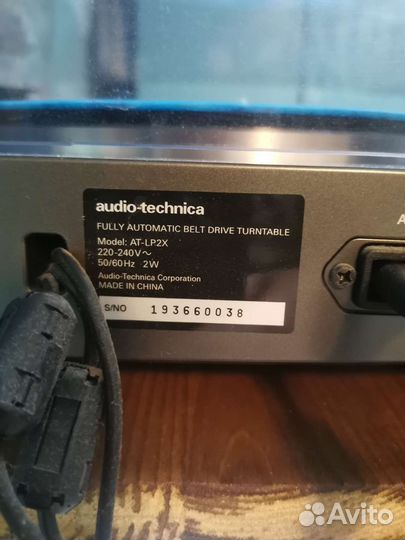 audio-technica
FULLY AUTOMATIC BELT DRIVE TURNTABLE
Model: AT-LP2X
220-240V~
50/60Hz 2W
Audio-Technica Corporation
MADE IN CHINA
S/NO 193660038
A
Avito